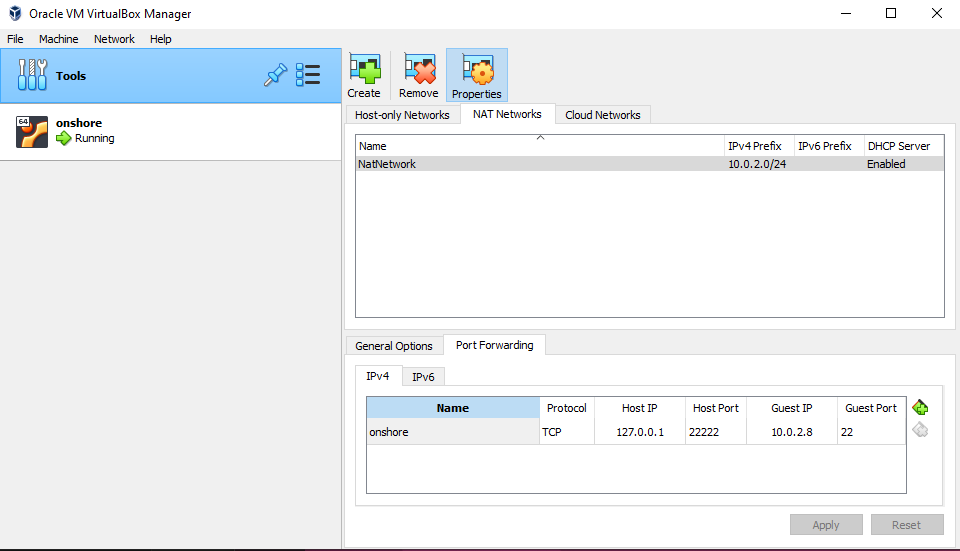 Oracle VM VirtualBox Manager
File Machine Network Help
Tools
64
onshore
Running
Create Remove Properties
Host-only Networks NAT Networks Cloud Networks
Name IPv4 Prefix IPv6 Prefix DHCP Server
NatNetwork 10.0.2.0/24 Enabled
General Options Port Forwarding
IPv4 IPv6
Name Protocol Host IP Host Port Guest IP Guest Port
onshore TCP 127.0.0.1 22222 10.0.2.8 22
Apply Reset